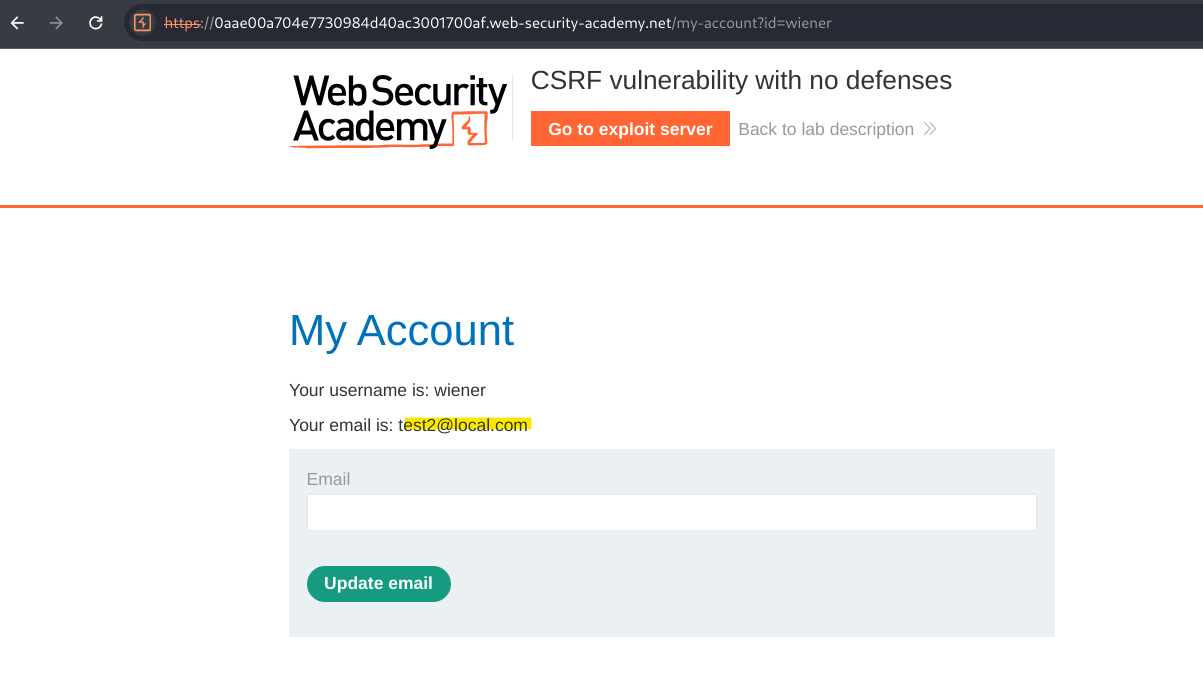 https://0aae00a704e7730984d40ac3001700af.web-security-academy.net/my-account?id=wiener
Web Security
Academy
CSRF vulnerability with no defenses
Go to exploit server
Back to lab description
My Account
Your username is: wiener
Your email is: test2@local.com
Email
Update email